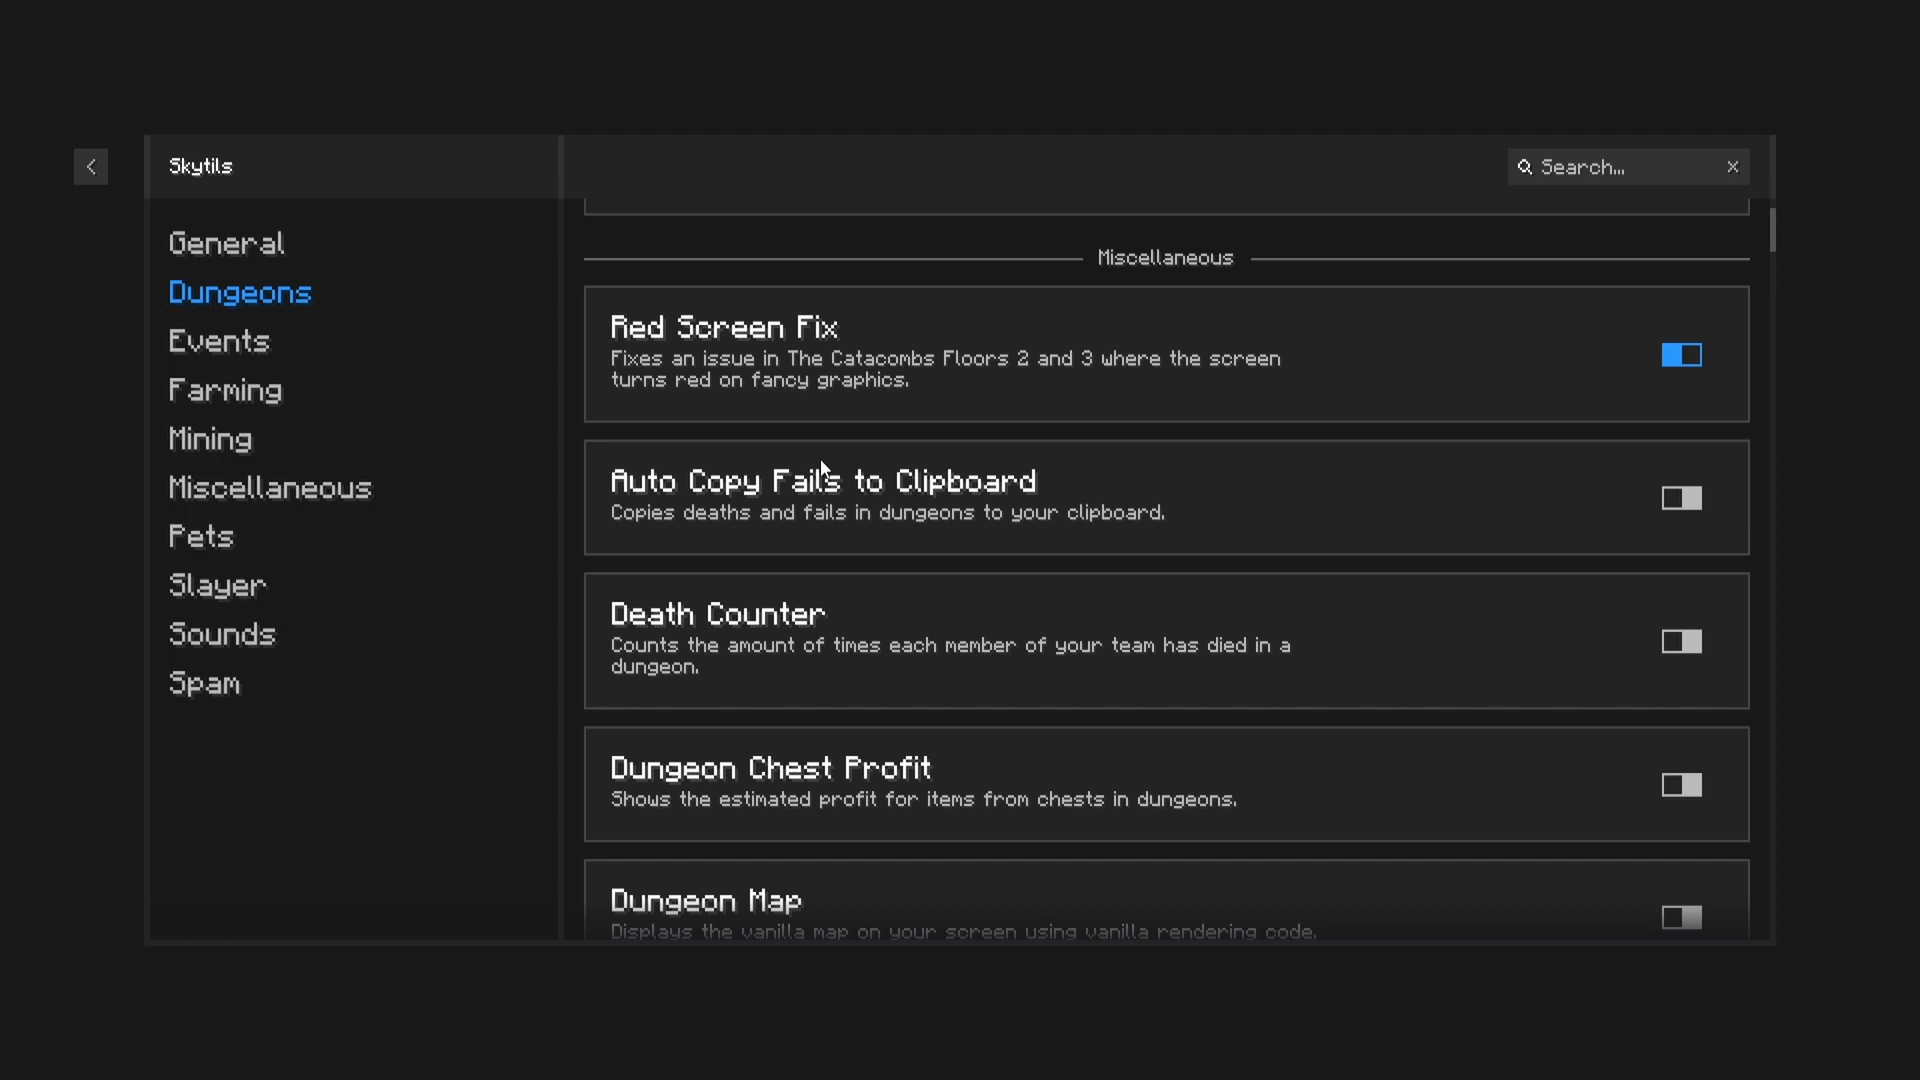 Skytils
Search...
General
Dungeons
Events
Farming
Mining
Miscellaneous
Pets
Slayer
Sounds
Spam
Miscellaneous
Red Screen Fix
Fixes an issue in The Catacombs Floors 2 and 3 where the screen
turns red on fancy graphics.
Auto Copy Fails to Clipboard
Copies deaths and fails in dungeons to your clipboard.
Death Counter
Counts the amount of times each member of your team has died in a
dungeon.
Dungeon Chest Profit
Shows the estimated profit for items from chests in dungeons.
Dungeon Map
Displays the vanilla map on your screen using vanilla rendering code.